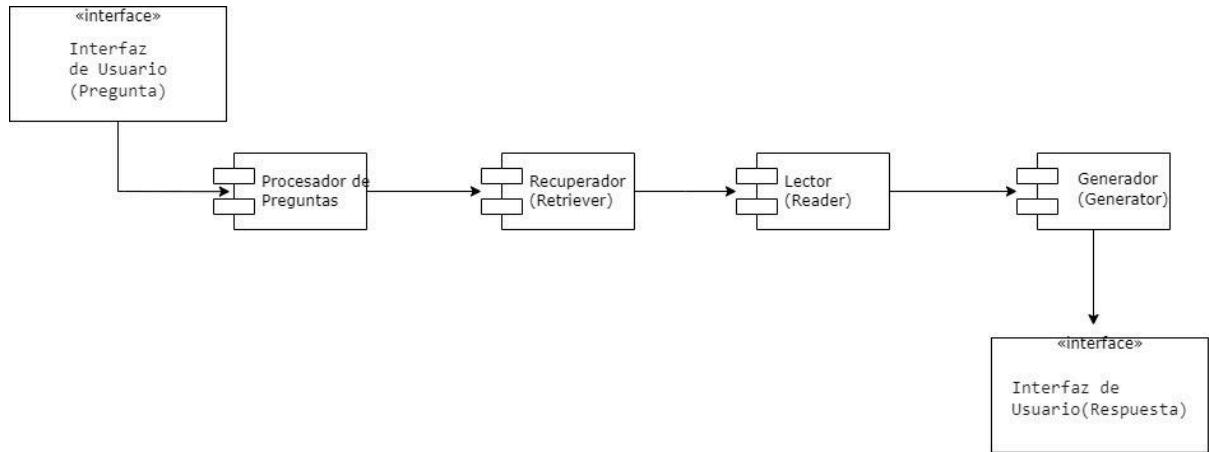 «interface»
Interfaz
de Usuario
(Pregunta)
Procesador de
Preguntas
Recuperador
(Retriever)
Lector
(Reader)
Generador
(Generator)
«interface»
Interfaz de
Usuario(Respuesta)